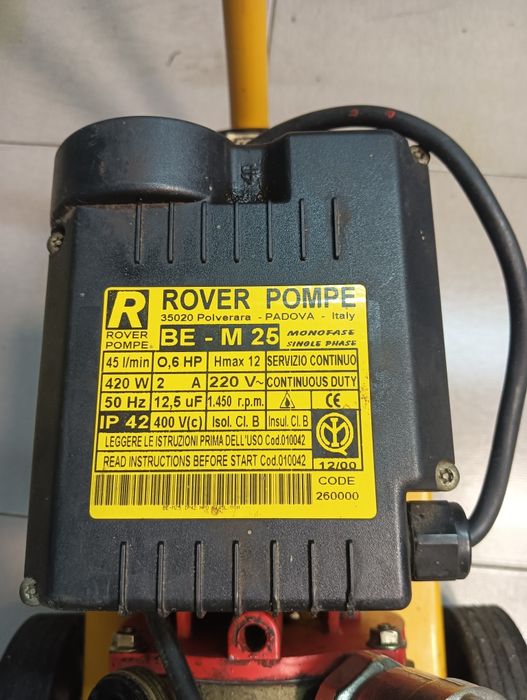 R ROVER POMPE
ROVER POMPE®
35020 Polverara - PADOVA - Italy
BE - M 25 MONOFASE SINGLE PHASE
45 l/min 0,6 HP Hmax 12 SERVIZIO CONTINUO
420 W 2 A 220 V~ CONTINUOUS DUTY
50 Hz 12,5 uF 1.450 r.p.m. CE
IP 42 400 V(c) Isol. Cl. B Insul. Cl. B
LEGGERE LE ISTRUZIONI PRIMA DELL'USO Cod.010042
READ INSTRUCTIONS BEFORE START Cod.010042
12/00
CODE
260000